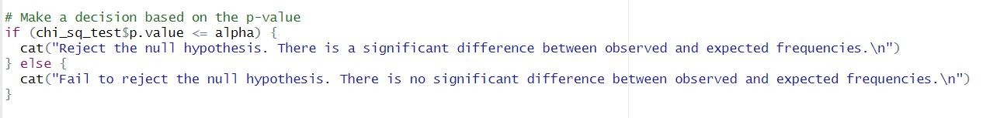 # Make a decision based on the p-value
if (chi_sq_test$p.value <= alpha) {
  cat("Reject the null hypothesis. There is a significant difference between observed and expected frequencies.\n")
} else {
  cat("Fail to reject the null hypothesis. There is no significant difference between observed and expected frequencies.\n")
}